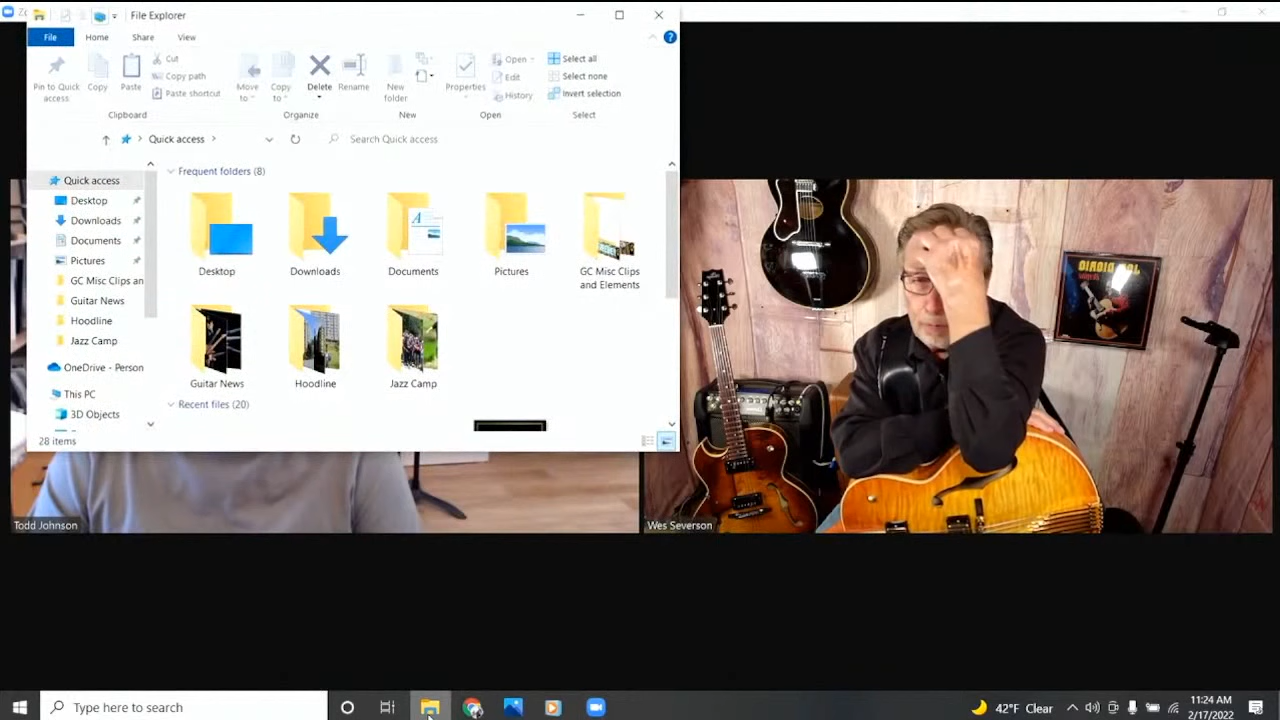 File Explorer
File
Home
Share
View
Pin to Quick access
Copy
Paste
Cut
Copy path
Paste shortcut
Clipboard
Move to
Copy to
Delete
Rename
Organize
New folder
New
Properties
Open
Edit
History
Open
Select all
Select none
Invert selection
Select
Quick access
Search Quick access
Quick access
Desktop
Downloads
Documents
Pictures
GC Misc Clips an
Guitar News
Hoodline
Jazz Camp
OneDrive - Person
This PC
3D Objects
Frequent folders (8)
Desktop
Downloads
Documents
Pictures
GC Misc Clips
and Elements
Guitar News
Hoodline
Jazz Camp
Recent files (20)
28 items
Todd Johnson
Wes Severson
Type here to search
42°F Clear
11:24 AM
2/17/2022